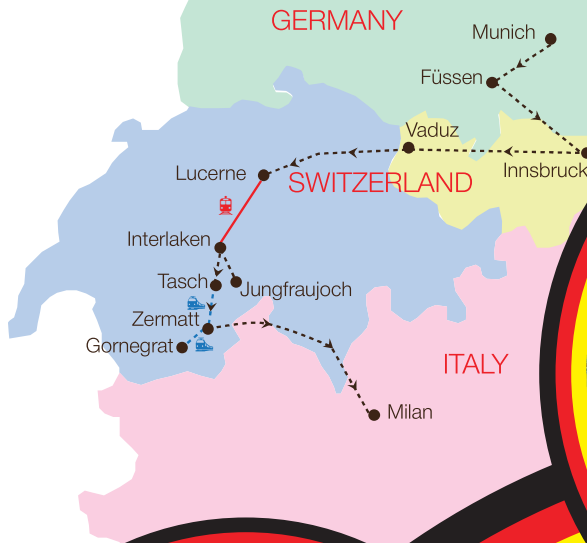 GERMANY
Munich
Füssen
Vaduz
Innsbruck
Lucerne
SWITZERLAND
Interlaken
Tasch
Jungfraujoch
Zermatt
Gornegrat
ITALY
Milan